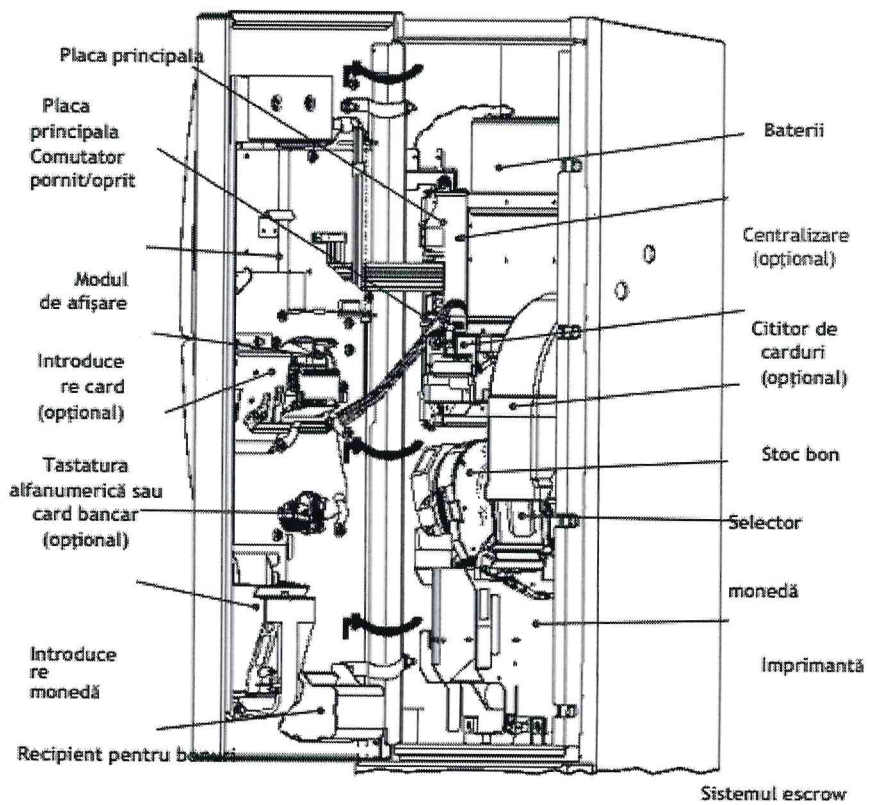 Placa principala
Placa
principala
Comutator
pornit/oprit
Modul
de afișare
Introduce
re card
(opțional)
Tastatura
alfanumerică sau
card bancar
(opțional)
Introduce
re
monedă
Recipient pentru bonuri
Baterii
Centralizare
(opțional)
Cititor de
carduri
(opțional)
Stoc bon
Selector
monedă
Imprimantă
Sistemul escrow